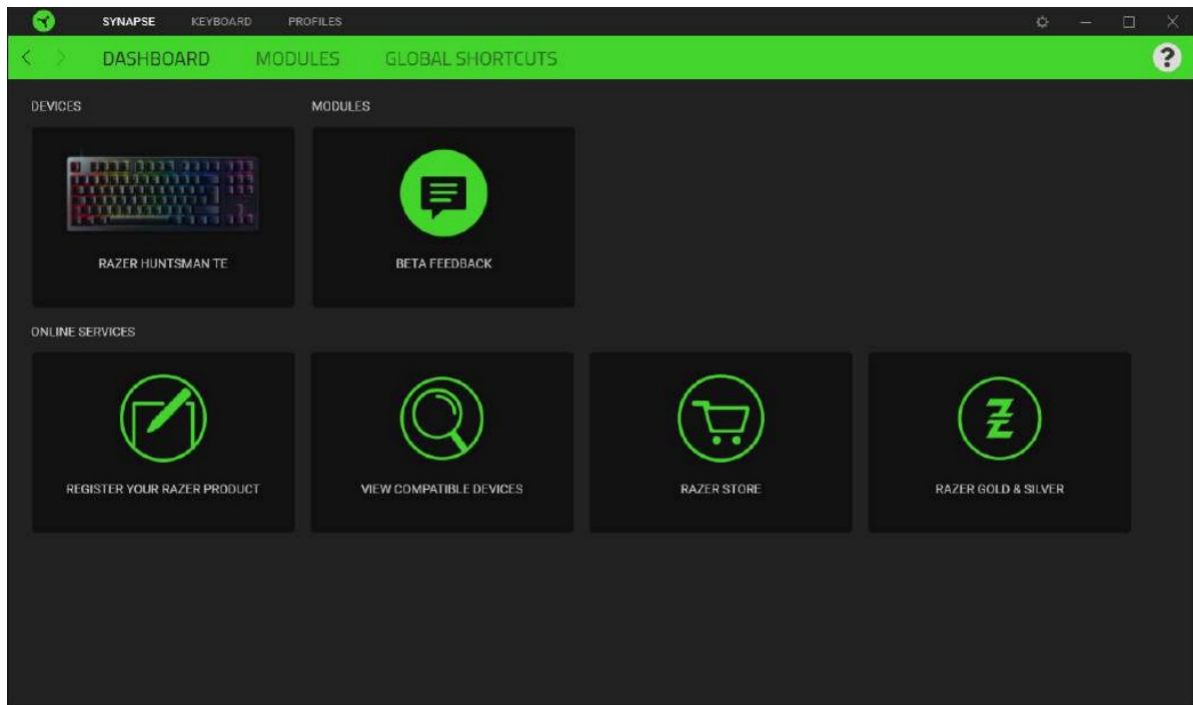 SYNAPSE KEYBOARD PROFILES
DASHBOARD MODULES GLOBAL SHORTCUTS
?
DEVICES MODULES
RAZER HUNTSMAN TE BETA FEEDBACK
ONLINE SERVICES
REGISTER YOUR RAZER PRODUCT VIEW COMPATIBLE DEVICES RAZER STORE RAZER GOLD & SILVER